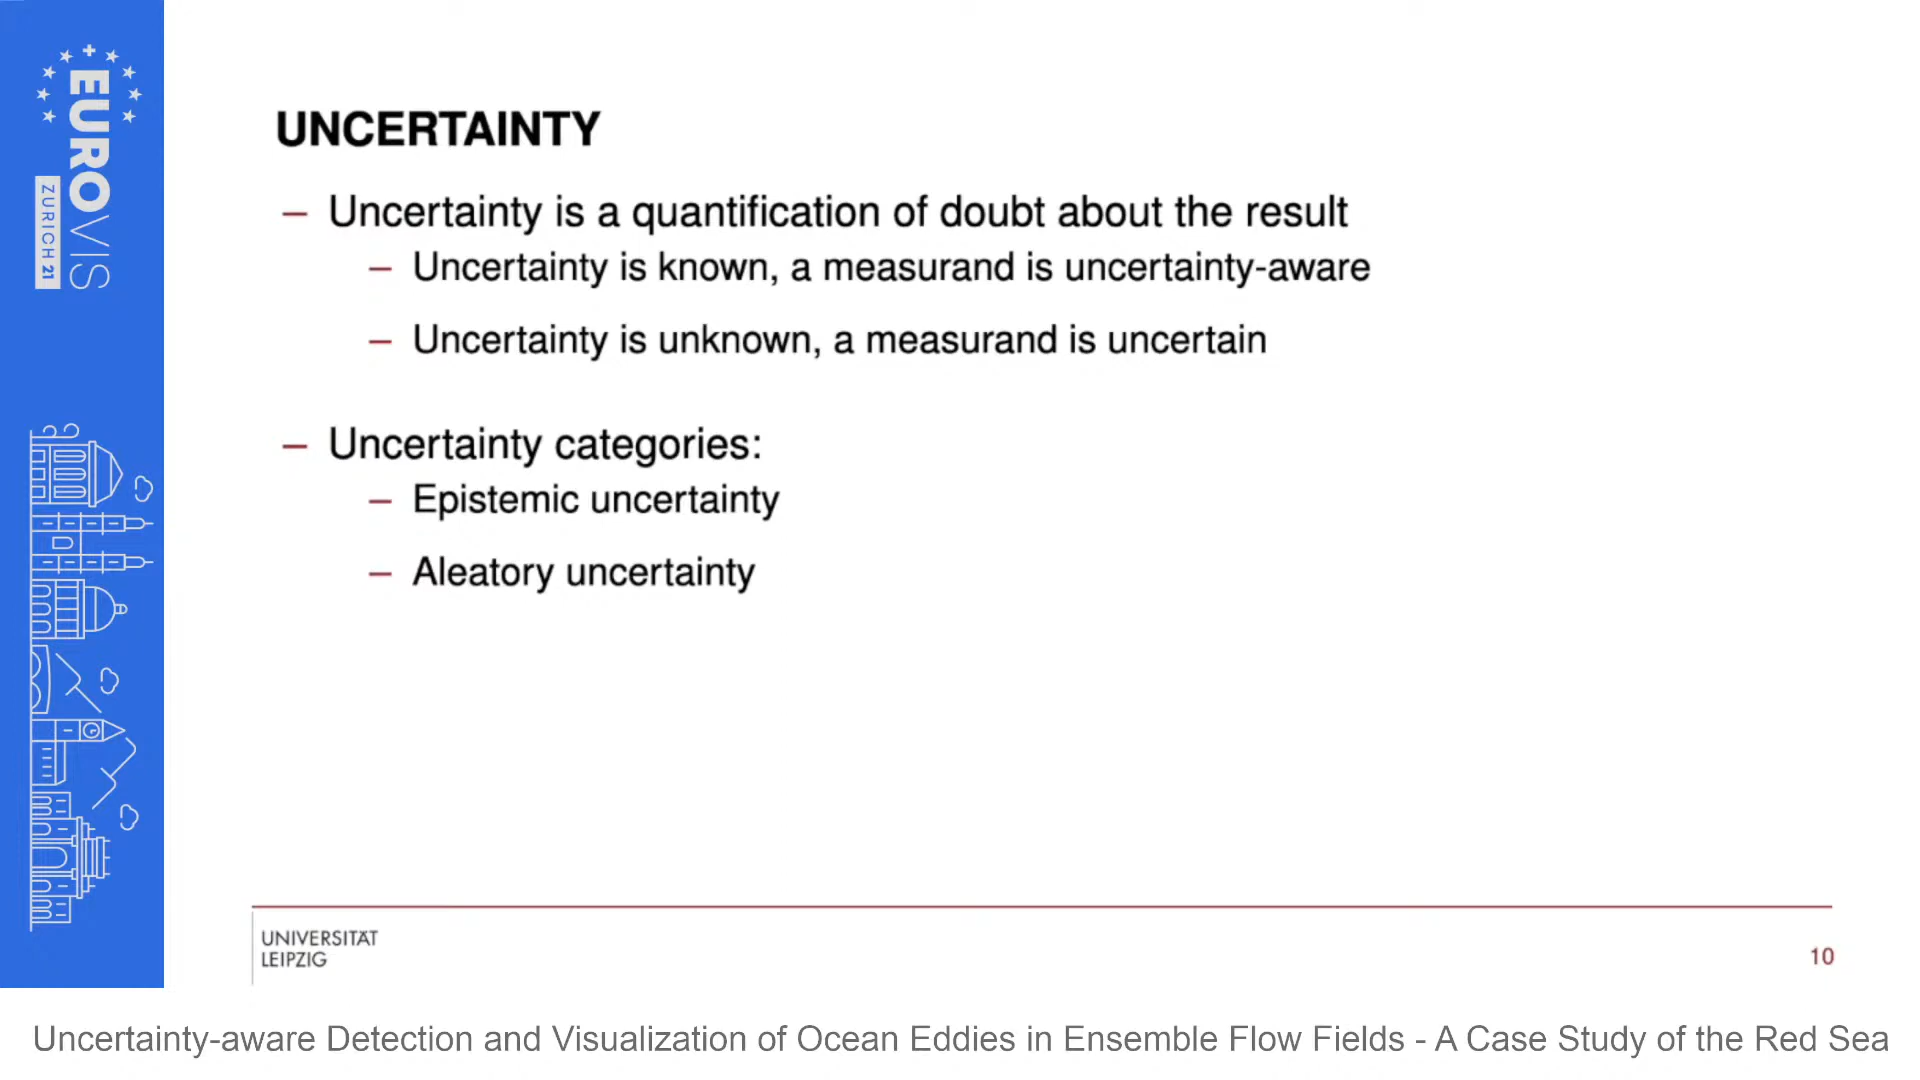 EUROVIS
ZURICH 21
UNCERTAINTY
– Uncertainty is a quantification of doubt about the result
– Uncertainty is known, a measurand is uncertainty-aware
– Uncertainty is unknown, a measurand is uncertain
– Uncertainty categories:
– Epistemic uncertainty
– Aleatory uncertainty
UNIVERSITÄT
LEIPZIG
10
Uncertainty-aware Detection and Visualization of Ocean Eddies in Ensemble Flow Fields - A Case Study of the Red Sea